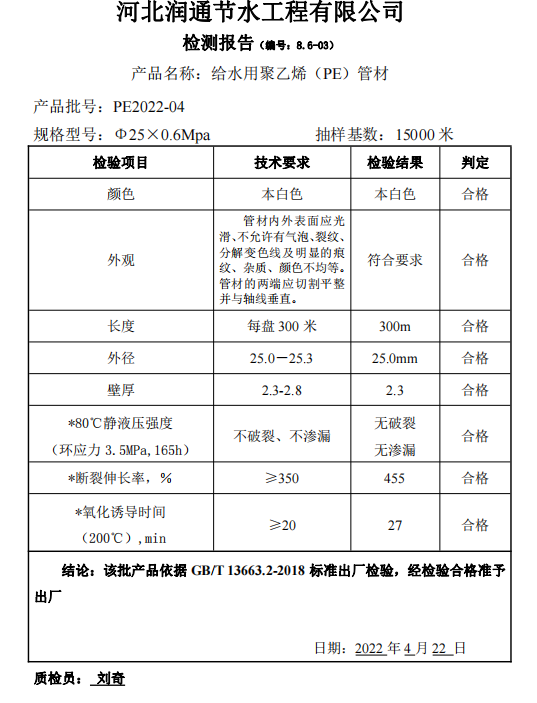 河北润通节水工程有限公司
检测报告（编号：8.6-03）
产品名称：给水用聚乙烯（PE）管材
产品批号：PE2022-04
规格型号：Φ25×0.6Mpa 抽样基数：15000 米
检验项目 技术要求 检验结果 判定
颜色 本白色 本白色 合格
外观
管材内外表面应光
滑、不允许有气泡、裂纹、
分解变色线及明显的痕
纹、杂质、颜色不均等。
管材的两端应切割平整
并与轴线垂直。
符合要求 合格
长度 每盘 300 米 300m 合格
外径 25.0－25.3 25.0mm 合格
壁厚 2.3-2.8 2.3 合格
*80℃静液压强度
（环应力 3.5MPa,165h）
不破裂、不渗漏
无破裂
无渗漏
合格
*断裂伸长率，% ≥350 455 合格
*氧化诱导时间
（200℃）,min
≥20 27 合格
结论：该批产品依据 GB/T 13663.2-2018 标准出厂检验，经检验合格准予
出厂
日期：2022 年 4 月 22 日
质检员：刘奇